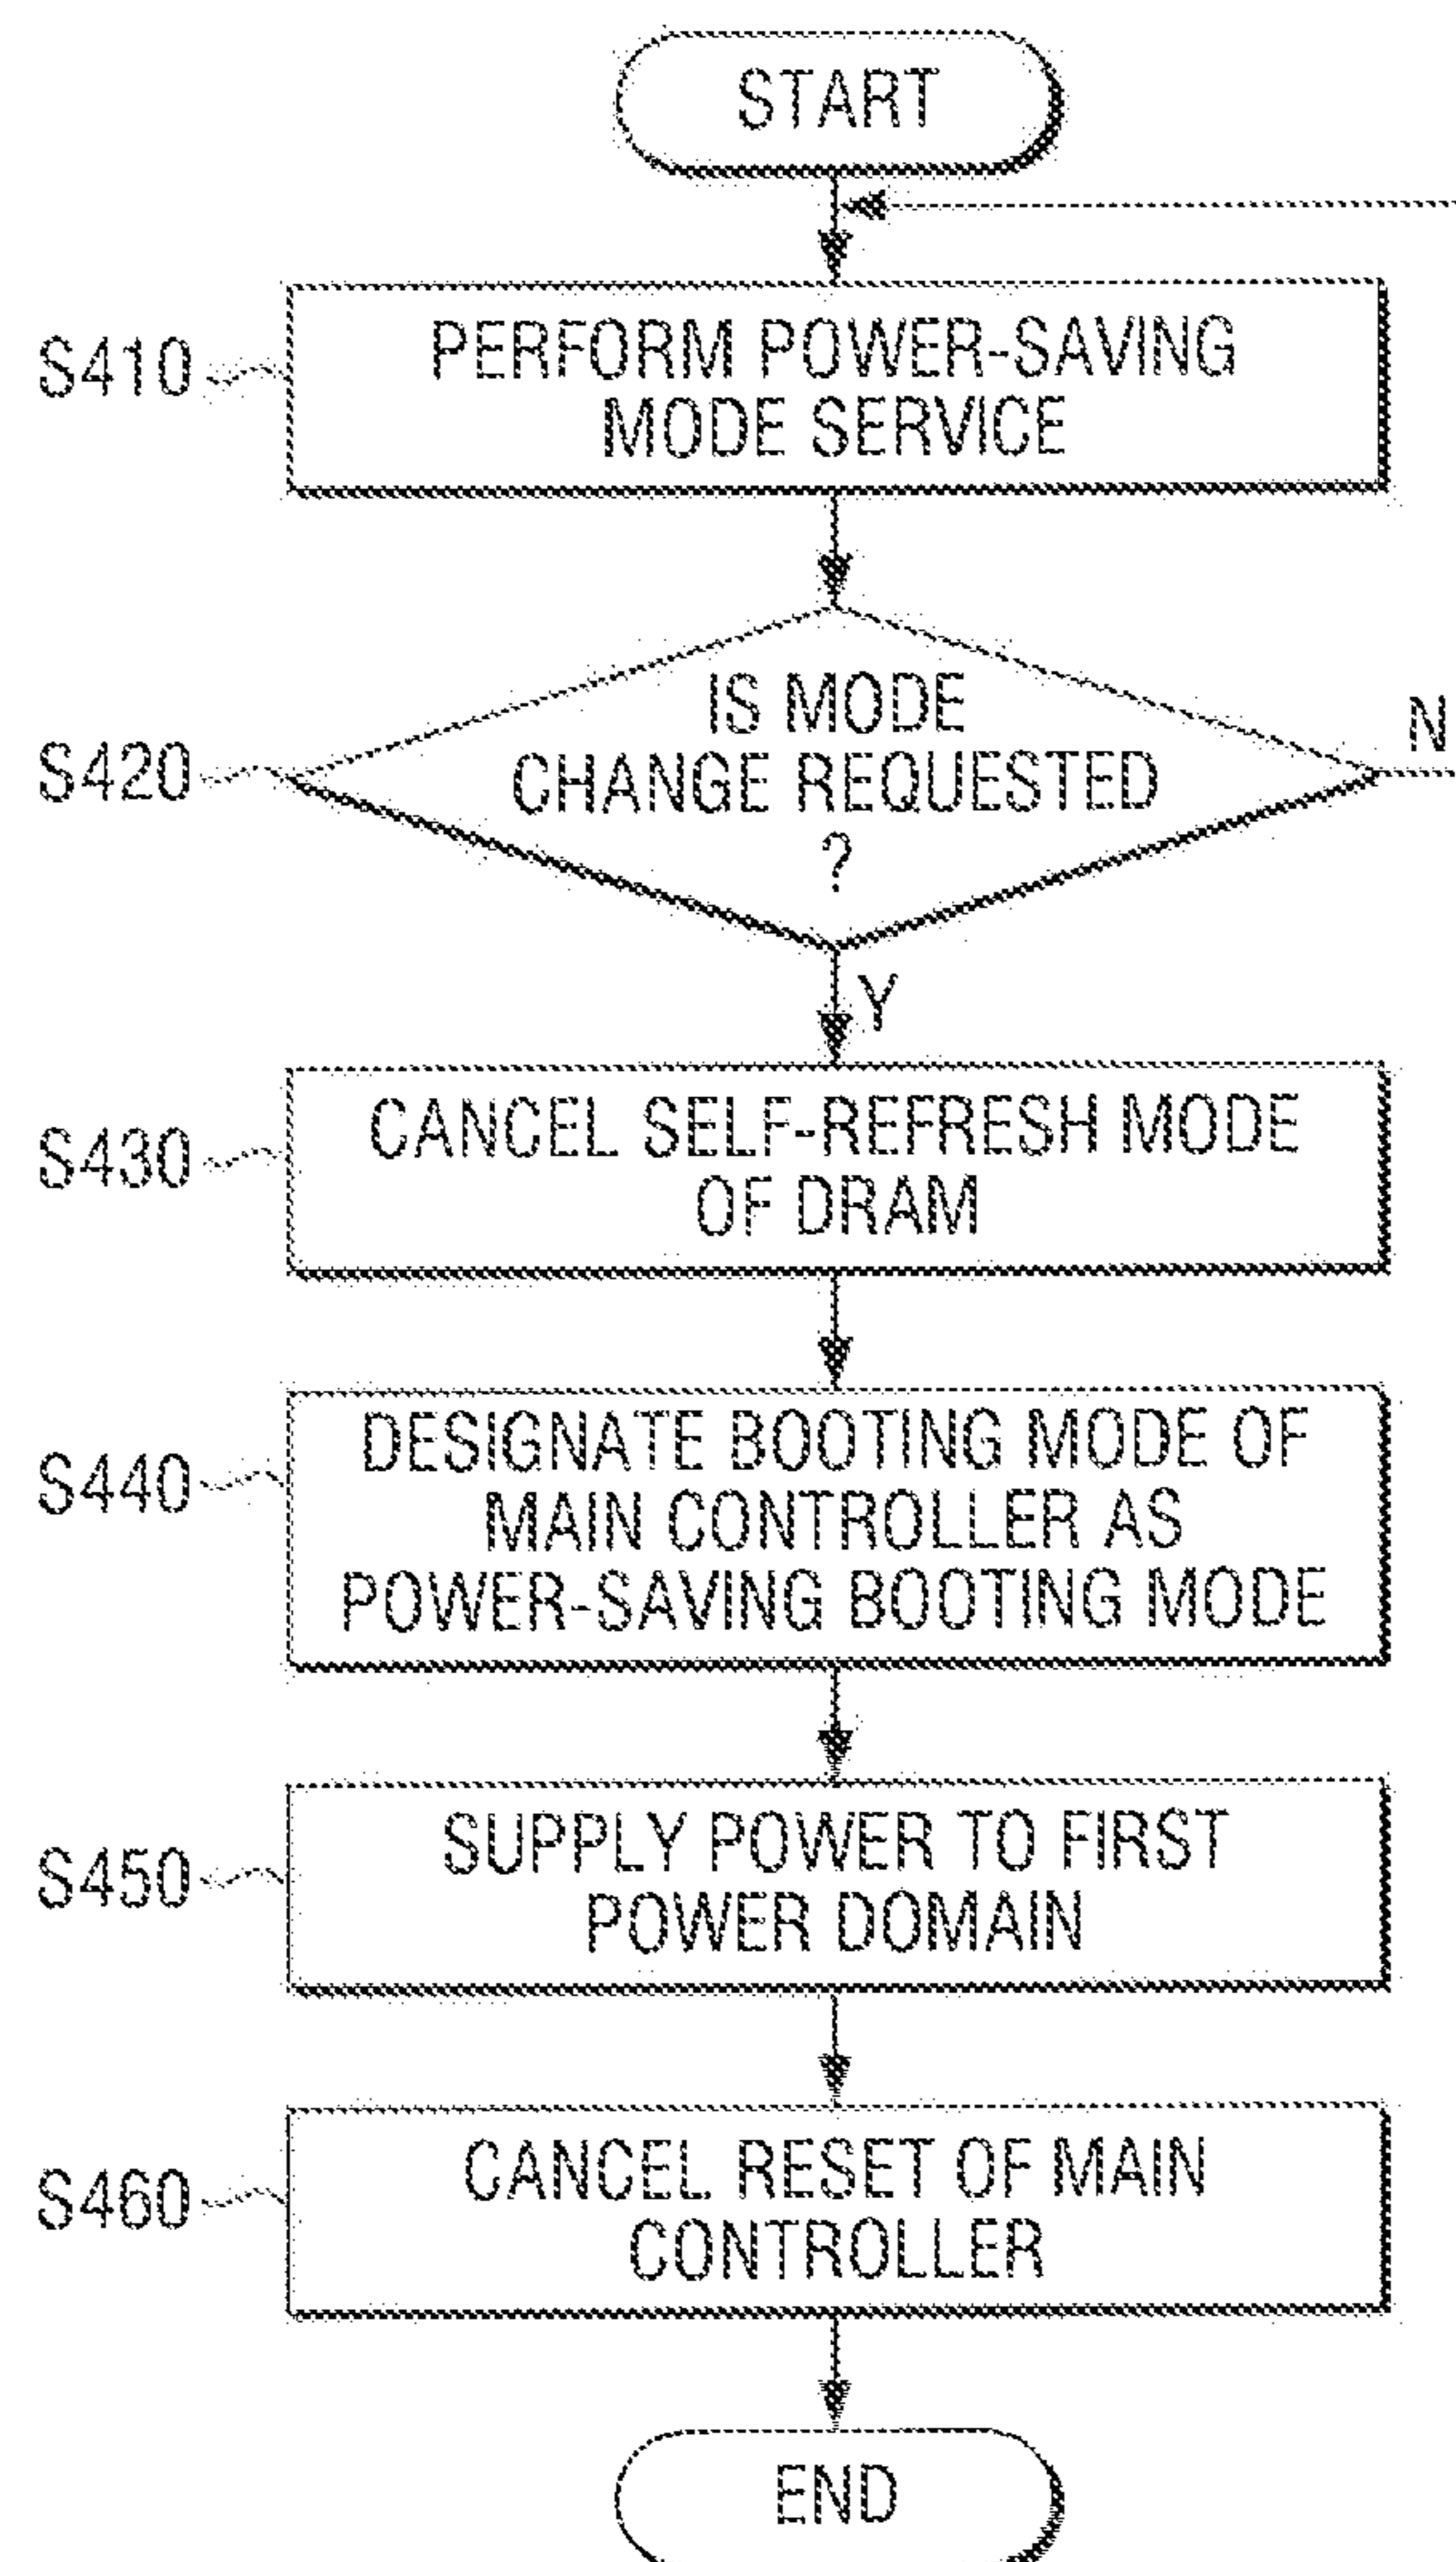 START
S410
PERFORM POWER-SAVING
MODE SERVICE
S420
IS MODE
CHANGE REQUESTED
?
N
Y
S430
CANCEL SELF-REFRESH MODE
OF DRAM
S440
DESIGNATE BOOTING MODE OF
MAIN CONTROLLER AS
POWER-SAVING BOOTING MODE
S450
SUPPLY POWER TO FIRST
POWER DOMAIN
S460
CANCEL RESET OF MAIN
CONTROLLER
END